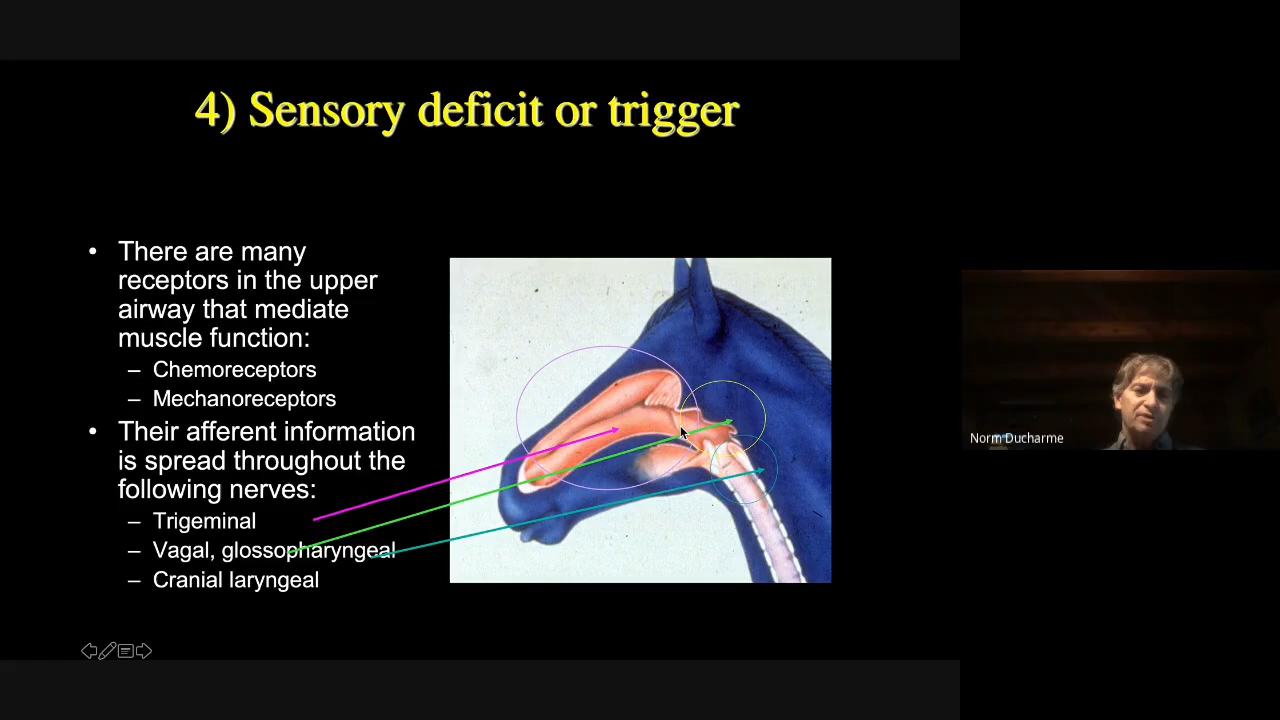 4) Sensory deficit or trigger
• There are many
receptors in the upper
airway that mediate
muscle function:
– Chemoreceptors
– Mechanoreceptors
• Their afferent information
is spread throughout the
following nerves:
– Trigeminal
– Vagal, glossopharyngeal
– Cranial laryngeal
Norm Ducharme